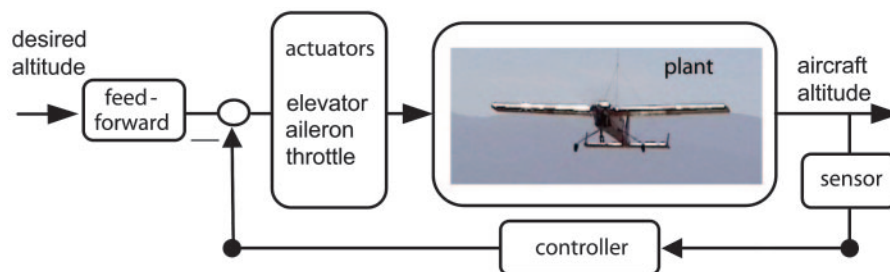 desired
altitude
feed-
forward
actuators
elevator
aileron
throttle
plant
aircraft
altitude
sensor
controller